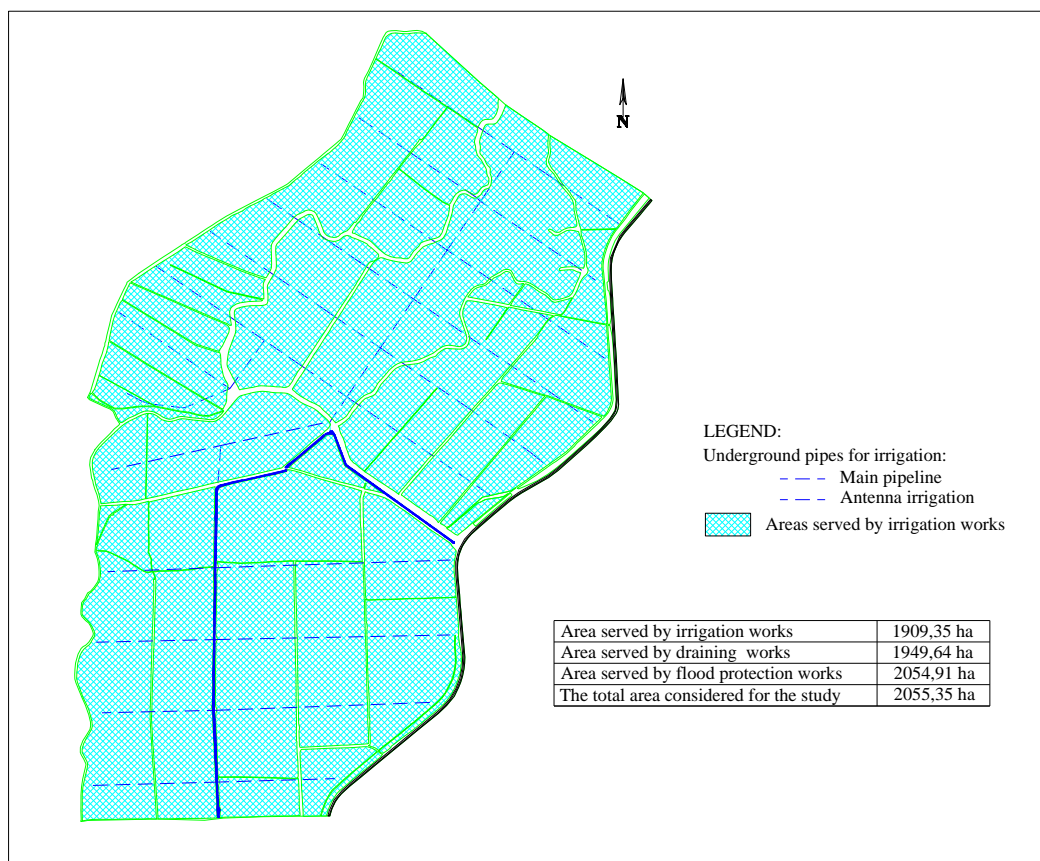 N
LEGEND:
Underground pipes for irrigation:
Main pipeline
Antenna irrigation
Areas served by irrigation works
Area served by irrigation works 1909,35 ha
Area served by draining works 1949,64 ha
Area served by flood protection works 2054,91 ha
The total area considered for the study 2055,35 ha